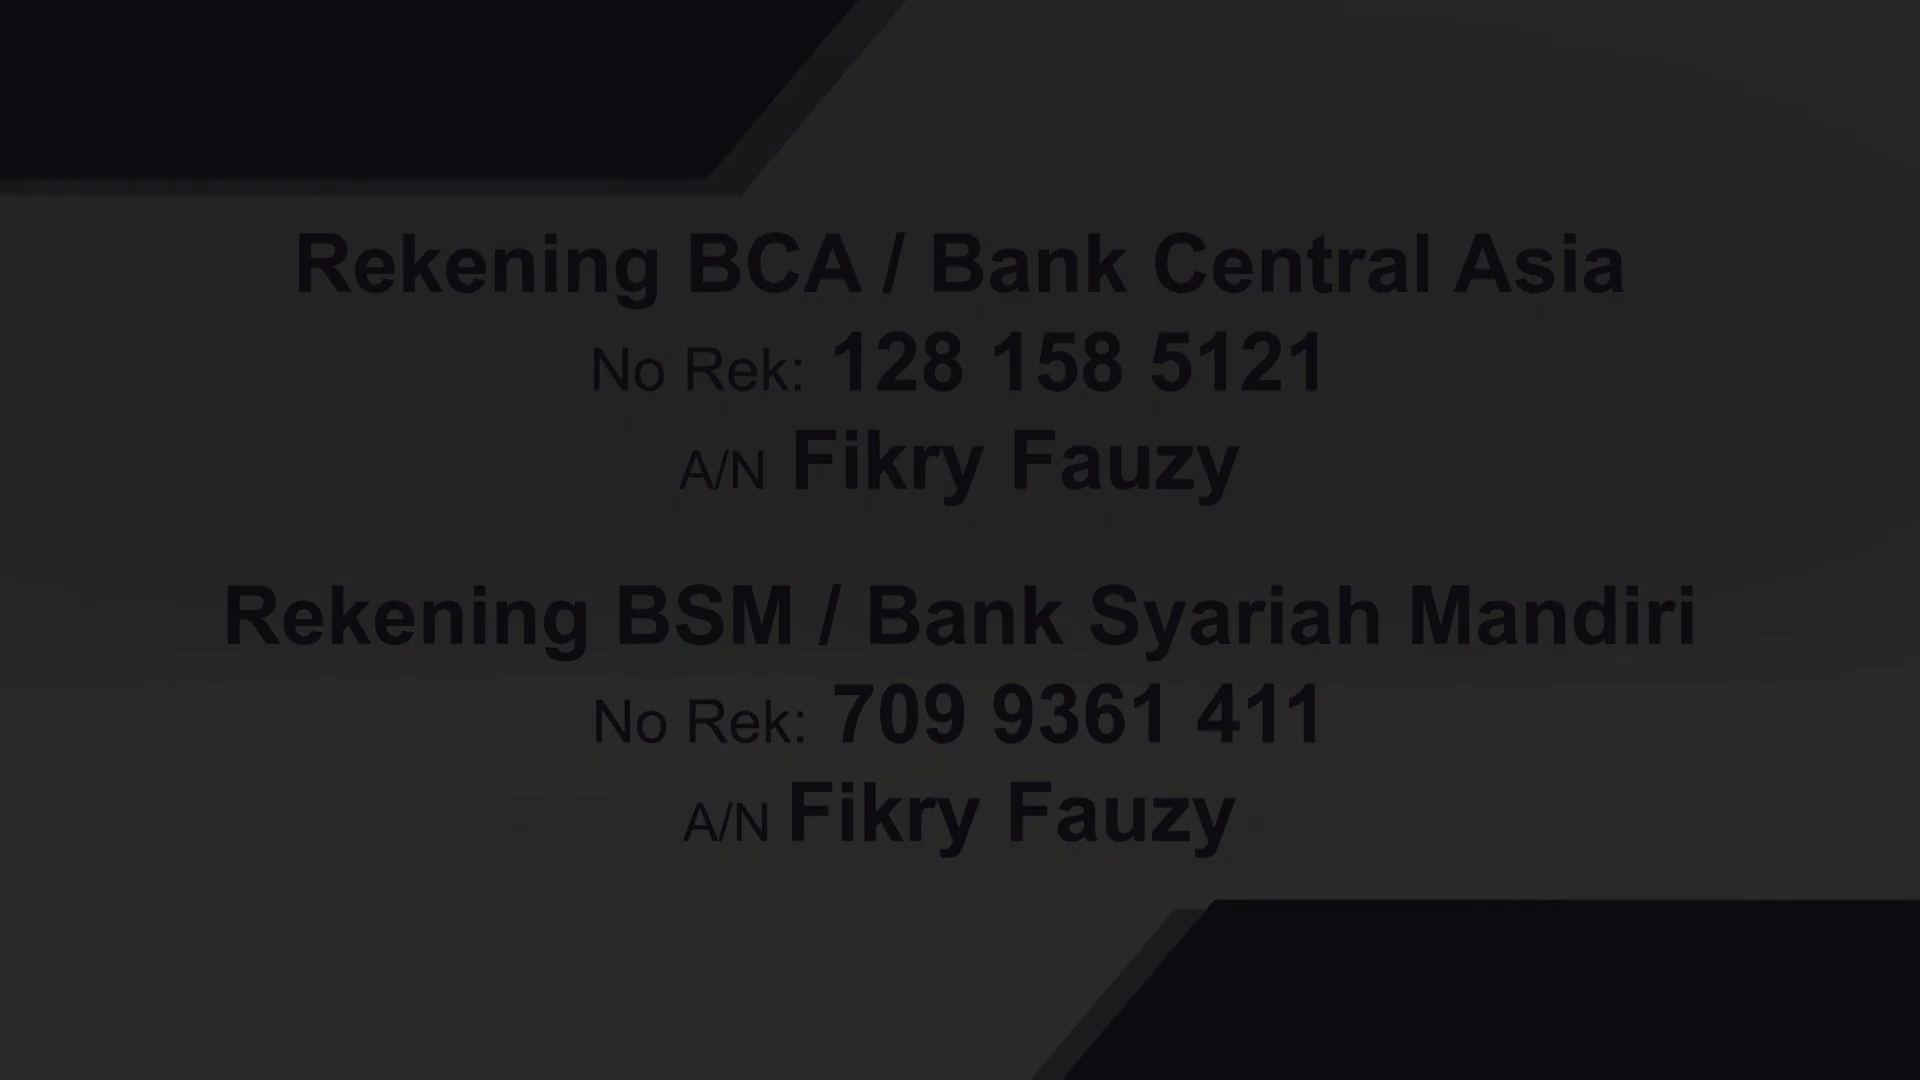 Rekening BCA / Bank Central Asia
No Rek: 128 158 5121
A/N Fikry Fauzy
Rekening BSM / Bank Syariah Mandiri
No Rek: 709 9361 411
A/N Fikry Fauzy